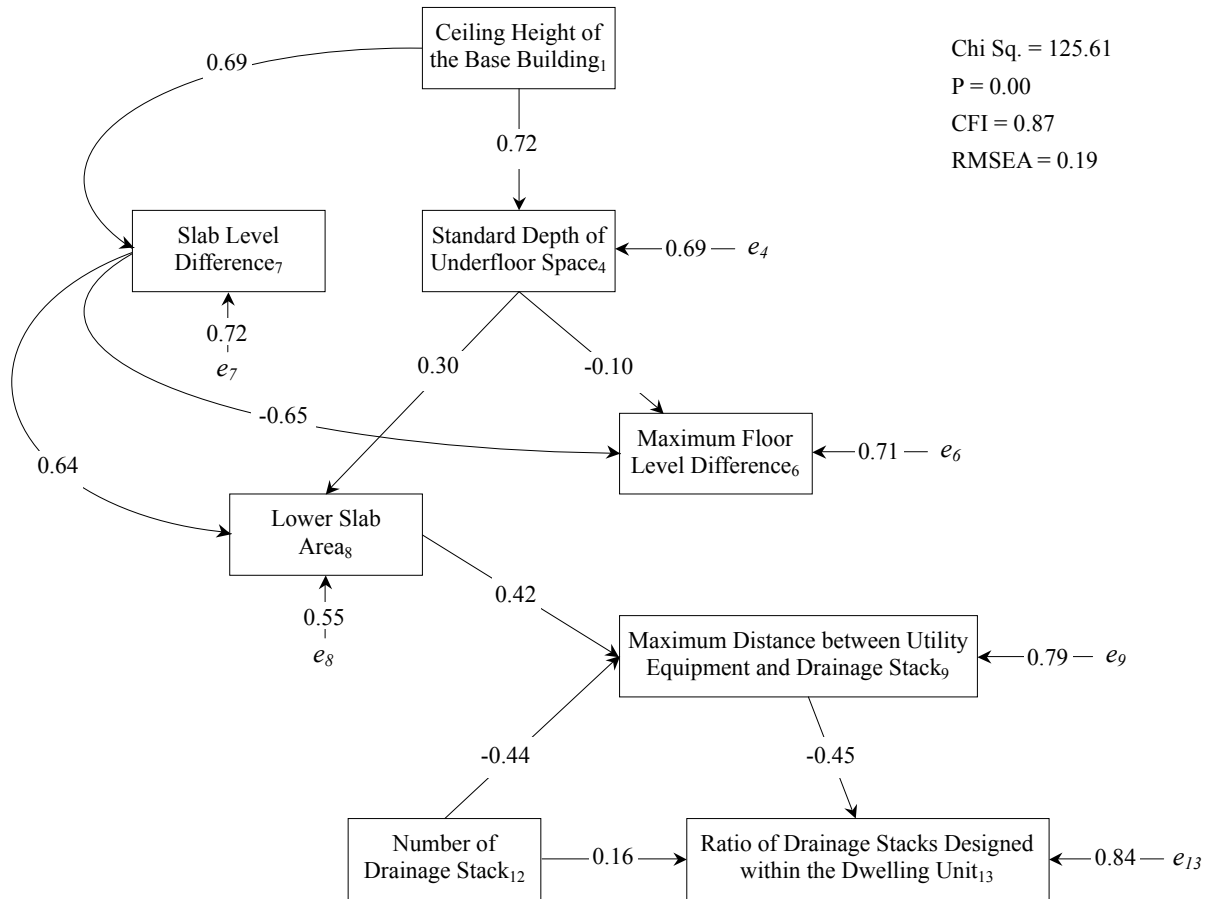 Ceiling Height of
the Base Building₁
Chi Sq. = 125.61
P = 0.00
CFI = 0.87
RMSEA = 0.19
0.69
0.72
Slab Level
Difference₇
Standard Depth of
Underfloor Space₄
0.69
e₄
0.72
e₇
0.30
-0.10
-0.65
Maximum Floor
Level Difference₆
0.71
e₆
0.64
Lower Slab
Area₈
0.42
0.55
e₈
Maximum Distance between Utility
Equipment and Drainage Stack₉
0.79
e₉
-0.44
-0.45
Number of
Drainage Stack₁₂
0.16
Ratio of Drainage Stacks Designed
within the Dwelling Unit₁₃
0.84
e₁₃